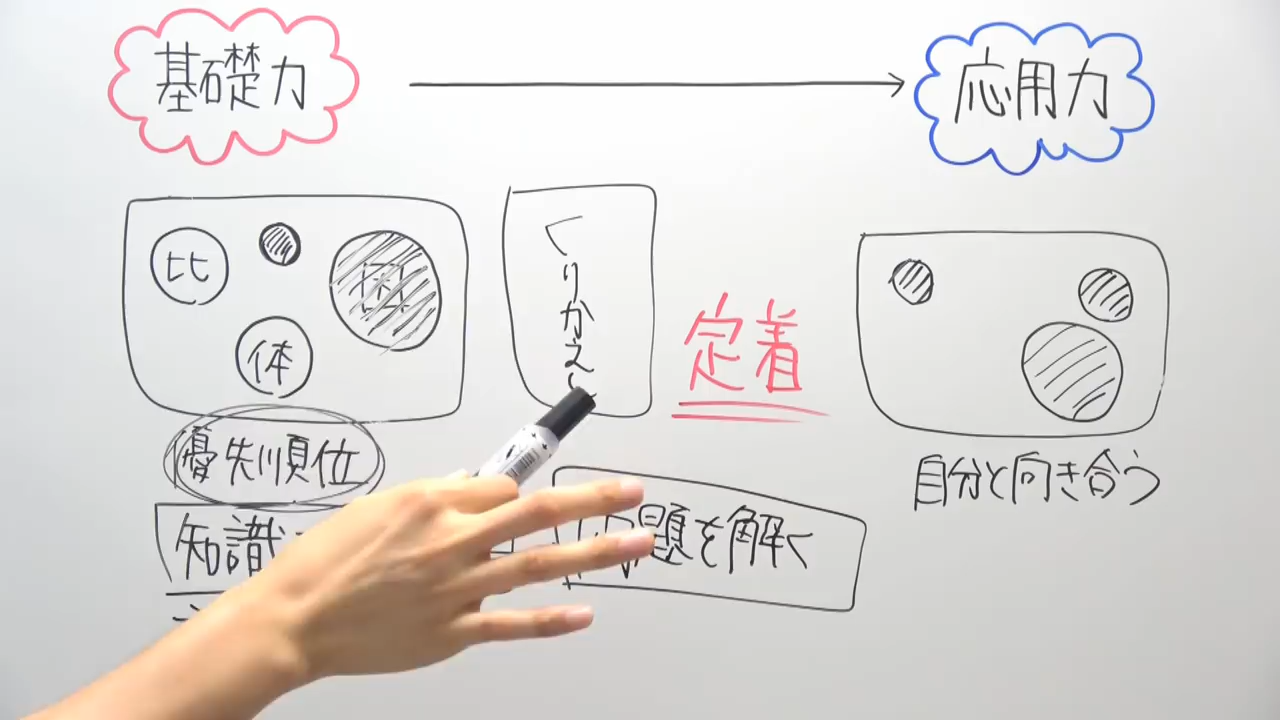 基礎力
応用力
比
体
くりかえし
定着
優先順位
自分と向き合う
知識
問題を解く